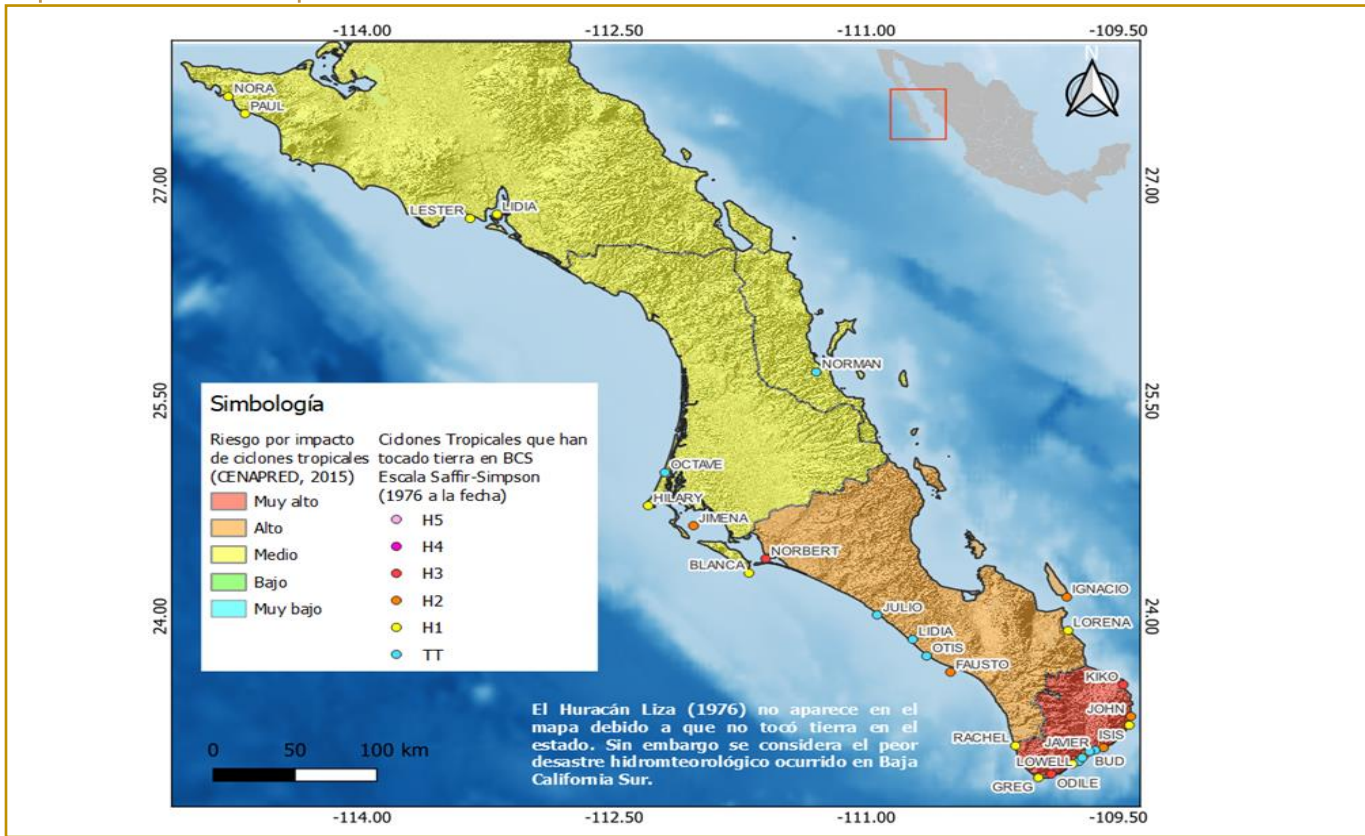 -114.00
-112.50
-111.00
-109.50
N
NORA
PAUL
27.00
27.00
LESTER
LIDIA
NORMAN
25.50
25.50
Simbología
Riesgo por impacto
de ciclones tropicales
(CENAPRED, 2015)
Muy alto
Alto
Medio
Bajo
Muy bajo
Ciclones Tropicales que han
tocado tierra en BCS
Escala Saffir-Simpson
(1976 a la fecha)
H5
H4
H3
H2
H1
TT
OCTAVE
HILARY
JIMENA
NORBERT
BLANCA
IGNACIO
24.00
24.00
JULIO
LORENA
LIDIA
OTIS
FAUSTO
KIKO
JOHN
ISIS
RACHEL
JAVIER
LOWELL
BUD
GREG
ODILE
El Huracán Liza (1976) no aparece en el
mapa debido a que no tocó tierra en el
estado. Sin embargo se considera el peor
desastre hidromteorológico ocurrido en Baja
California Sur.
0
50
100 km
-114.00
-112.50
-111.00
-109.50